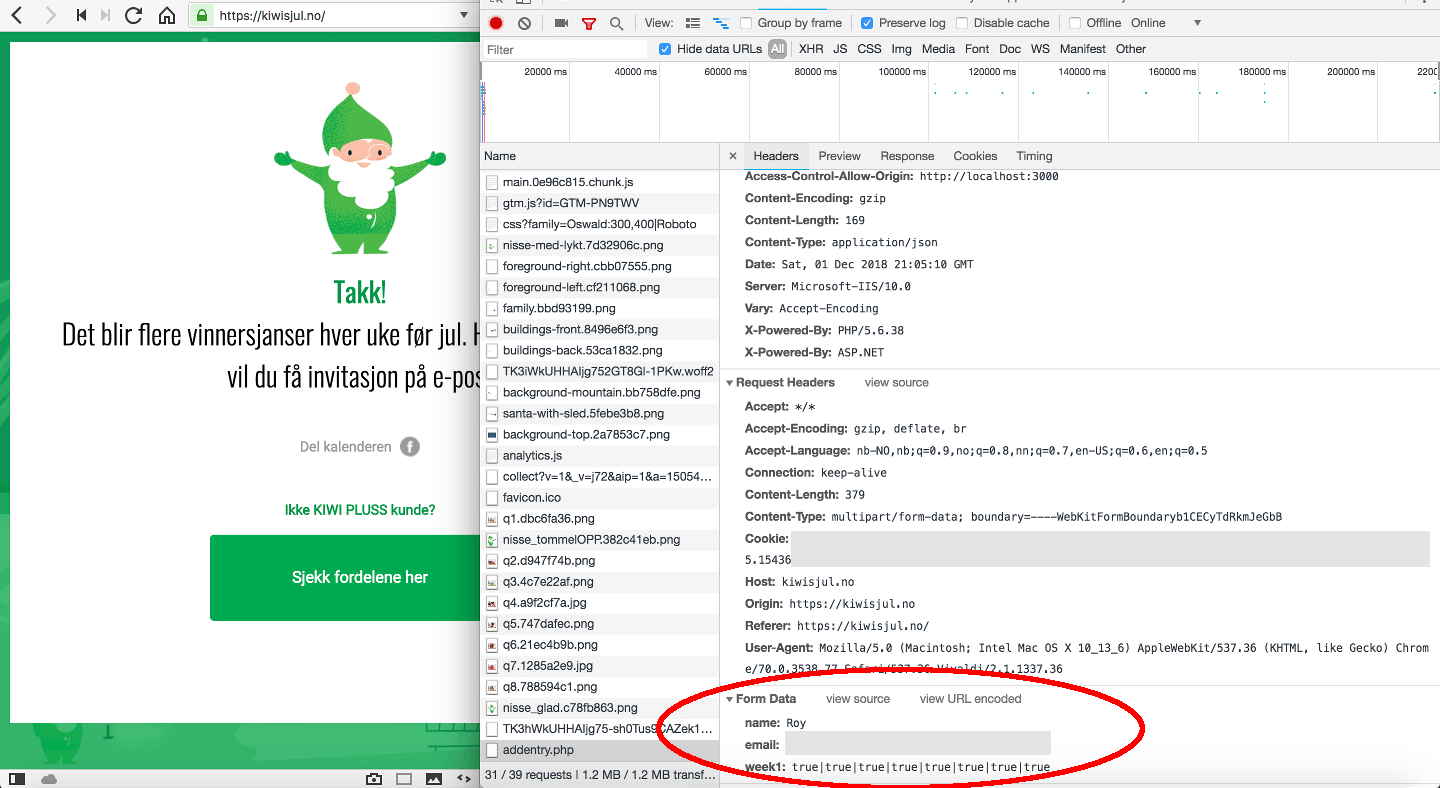 https://kiwisjul.no/
Takk!
Det blir flere vinnersjanser hver uke før jul. H
vil du få invitasjon på e-pos
Del kalenderen
Ikke KIWI PLUSS kunde?
Sjekk fordelene her
View: Group by frame Preserve log Disable cache Offline Online
Filter Hide data URLs All XHR JS CSS Img Media Font Doc WS Manifest Other
20000 ms 40000 ms 60000 ms 80000 ms 100000 ms 120000 ms 140000 ms 160000 ms 180000 ms 200000 ms 2200
Name
main.0e96c815.chunk.js
gtm.js?id=GTM-PN9TWV
css?family=Oswald:300,400|Roboto
nisse-med-lykt.7d32906c.png
foreground-right.cbb07555.png
foreground-left.cf211068.png
family.bbd93199.png
buildings-front.8496e6f3.png
buildings-back.53ca1832.png
TK3iWkUHHAIjg752GT8Gl-1PKw.woff2
background-mountain.bb758dfe.png
santa-with-sled.5febe3b8.png
background-top.2a7853c7.png
analytics.js
collect?v=1&_v=j72&aip=1&a=15054...
favicon.ico
q1.dbc6fa36.png
nisse_tommelOPP.382c41eb.png
q2.d947f74b.png
q3.4c7e22af.png
q4.a9f2cf7a.jpg
q5.747dafec.png
q6.21ec4b9b.png
q7.1285a2e9.jpg
q8.788594c1.png
nisse_glad.c78fb863.png
TK3hWkUHHAIjg75-sh0Tus9CAZek1...
addentry.php
31 / 39 requests | 1.2 MB / 1.2 MB transf...
× Headers Preview Response Cookies Timing
Access-Control-Allow-Origin: http://localhost:3000
Content-Encoding: gzip
Content-Length: 169
Content-Type: application/json
Date: Sat, 01 Dec 2018 21:05:10 GMT
Server: Microsoft-IIS/10.0
Vary: Accept-Encoding
X-Powered-By: PHP/5.6.38
X-Powered-By: ASP.NET
Request Headers view source
Accept: */*
Accept-Encoding: gzip, deflate, br
Accept-Language: nb-NO,nb;q=0.9,no;q=0.8,nn;q=0.7,en-US;q=0.6,en;q=0.5
Connection: keep-alive
Content-Length: 379
Content-Type: multipart/form-data; boundary=----WebKitFormBoundaryb1CECyTdRkmJeGbB
Cookie:
5.15436
Host: kiwisjul.no
Origin: https://kiwisjul.no
Referer: https://kiwisjul.no/
User-Agent: Mozilla/5.0 (Macintosh; Intel Mac OS X 10_13_6) AppleWebKit/537.36 (KHTML, like Gecko) Chrom
e/70.0.3538.77 Safari/537.36 Vivaldi/2.1.1337.36
Form Data view source view URL encoded
name: Roy
email:
week1: true|true|true|true|true|true|true|true